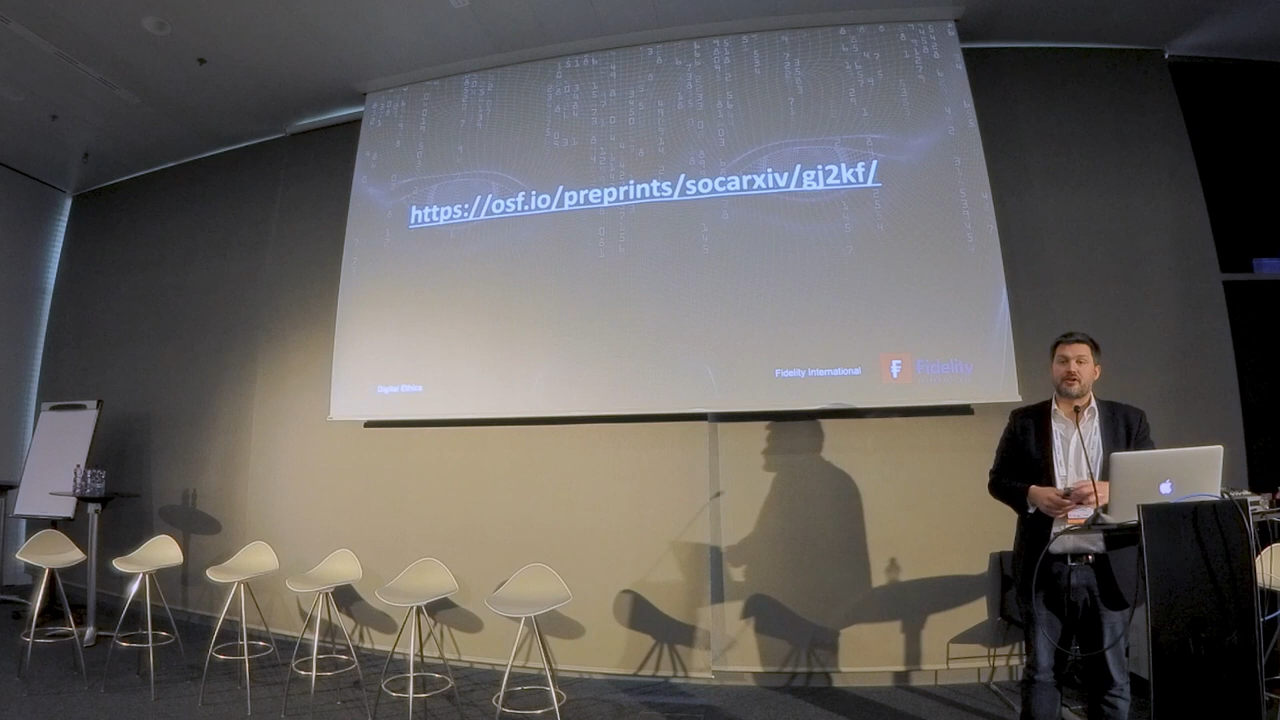 https://osf.io/preprints/socarxiv/gj2kf/
Digital Ethics
Fidelity International
Fidelity